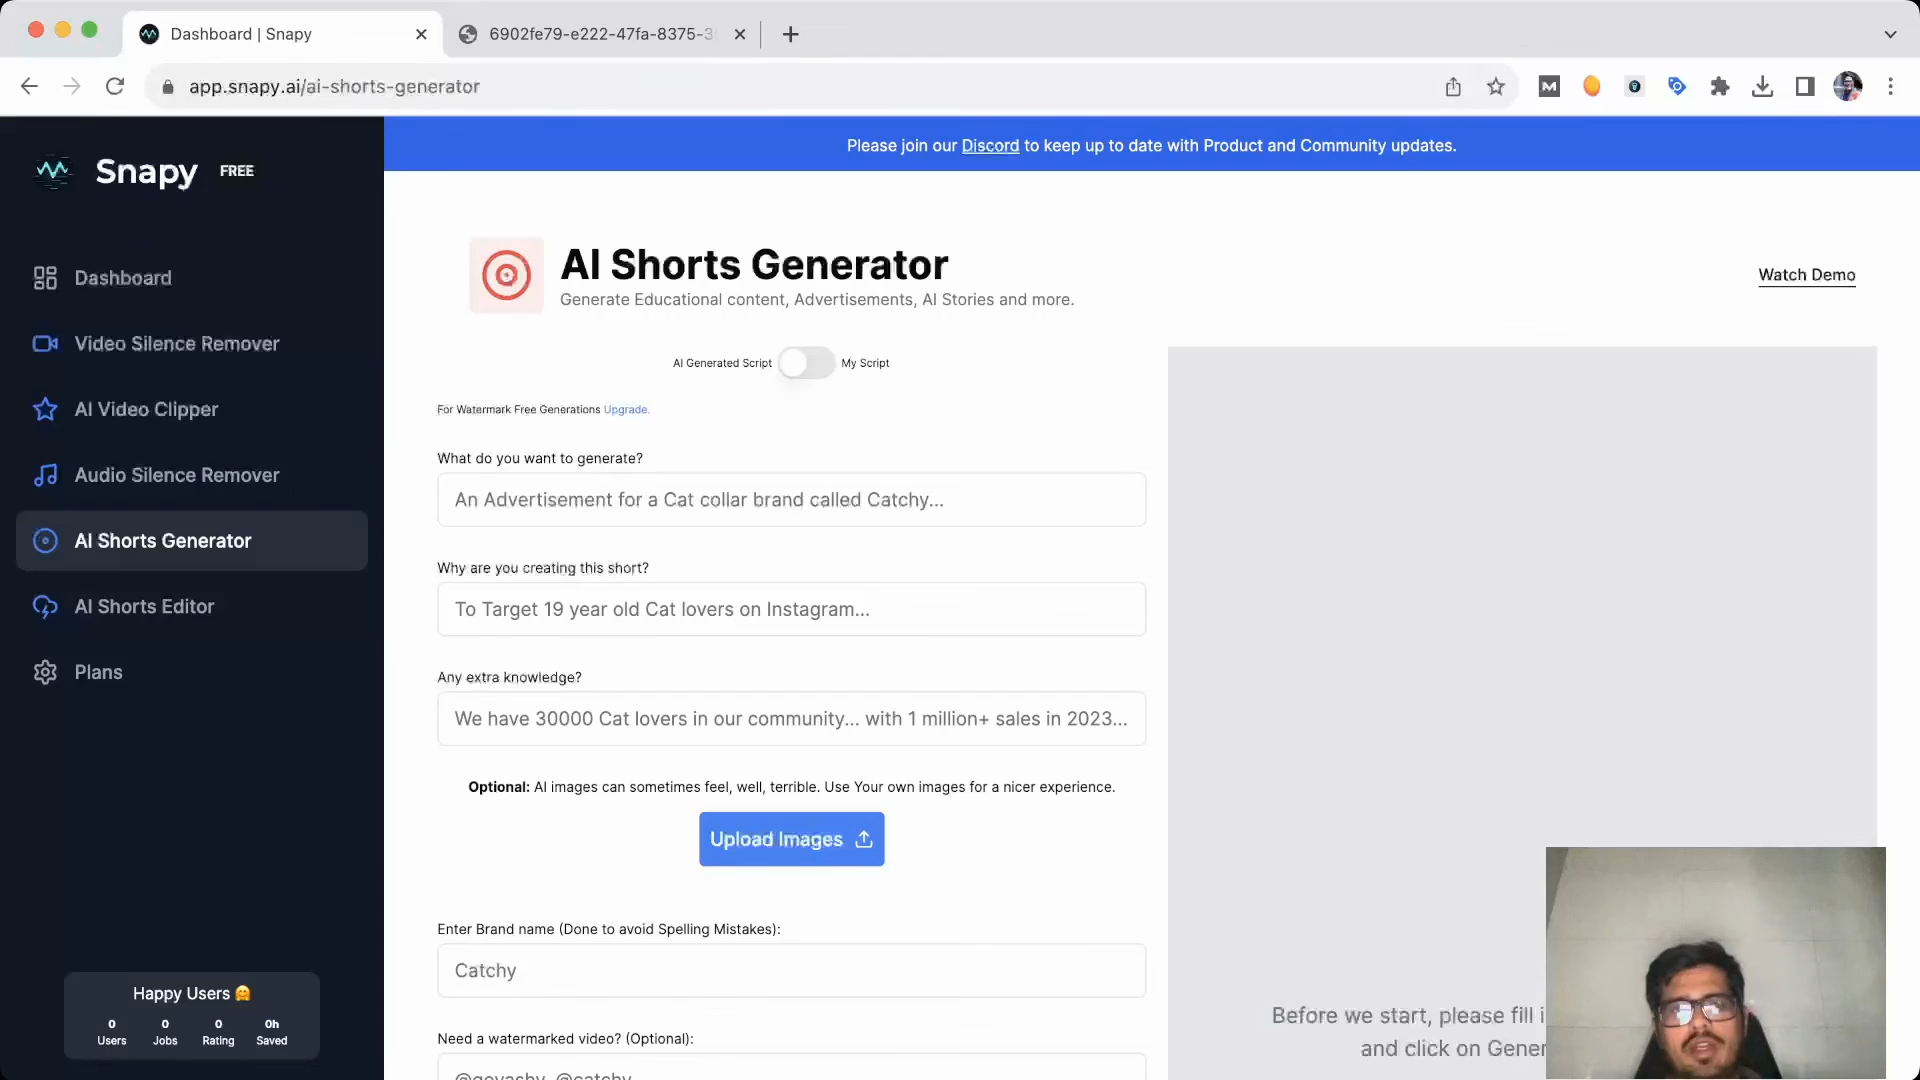 Dashboard | Snapy
6902fe79-e222-47fa-8375-3
app.snapy.ai/ai-shorts-generator
Snapy FREE
Dashboard
Video Silence Remover
AI Video Clipper
Audio Silence Remover
AI Shorts Generator
AI Shorts Editor
Plans
Happy Users 🤗
0 0 0 0h
Users Jobs Rating Saved
Please join our Discord to keep up to date with Product and Community updates.
AI Shorts Generator
Generate Educational content, Advertisements, AI Stories and more.
Watch Demo
AI Generated Script My Script
For Watermark Free Generations Upgrade.
What do you want to generate?
An Advertisement for a Cat collar brand called Catchy...
Why are you creating this short?
To Target 19 year old Cat lovers on Instagram...
Any extra knowledge?
We have 30000 Cat lovers in our community... with 1 million+ sales in 2023...
Optional: AI images can sometimes feel, well, terrible. Use Your own images for a nicer experience.
Upload Images
Enter Brand name (Done to avoid Spelling Mistakes):
Catchy
Need a watermarked video? (Optional):
@goyashy, @catchy
Before we start, please fill i
and click on Gener